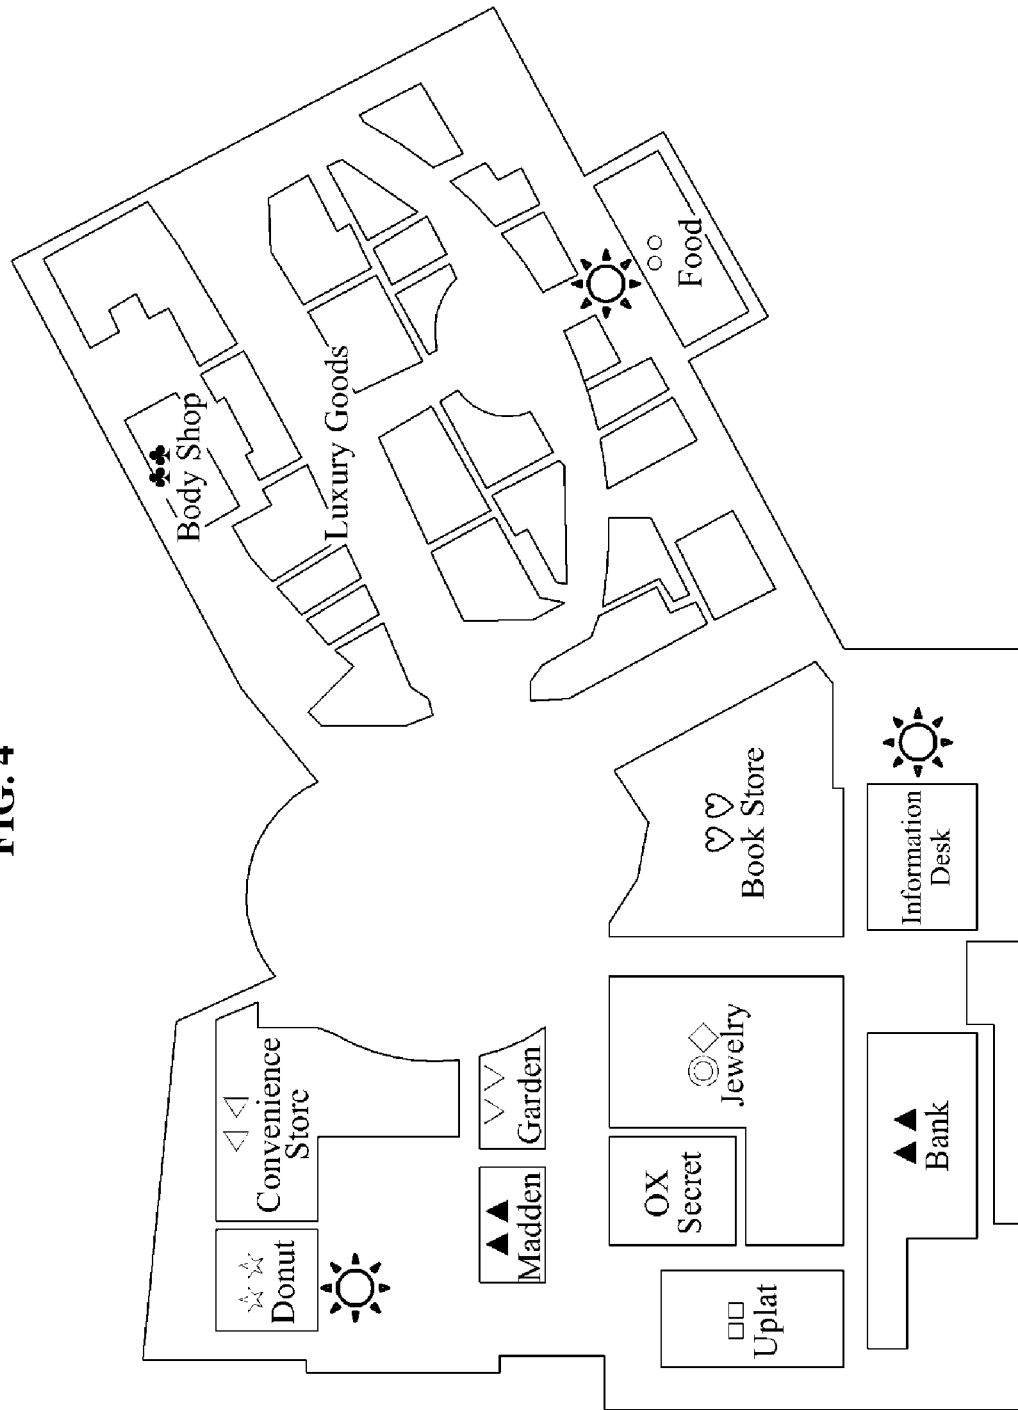 FIG. 4
Donut
Convenience
Store
Body Shop
Luxury Goods
Madden
Garden
Food
OX
Secret
Jewelry
Book Store
Uplat
Bank
Information
Desk